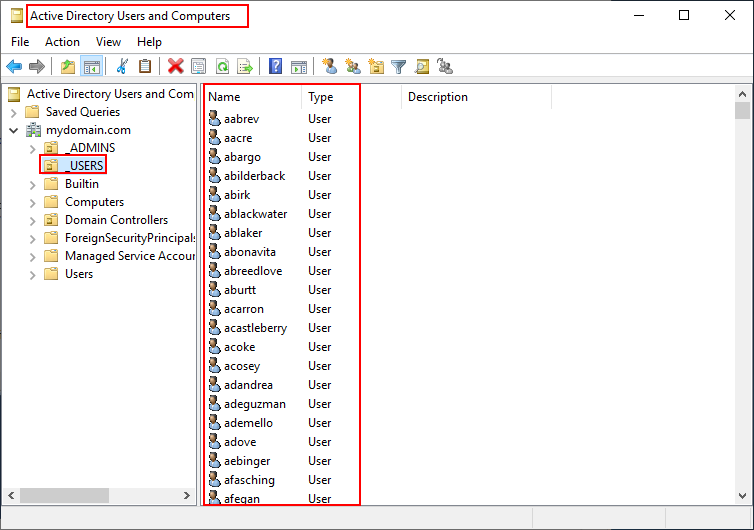 Active Directory Users and Computers
File Action View Help
Active Directory Users and Com
Saved Queries
mydomain.com
_ADMINS
_USERS
Builtin
Computers
Domain Controllers
ForeignSecurityPrincipals
Managed Service Accour
Users
Name Type Description
aabrev User
aacre User
abargo User
abilderback User
abirk User
ablackwater User
ablaker User
abonavita User
abreedlove User
aburtt User
acarron User
acastleberry User
acoke User
acosey User
adandrea User
adeguzman User
ademello User
adove User
aebinger User
afasching User
afegan User